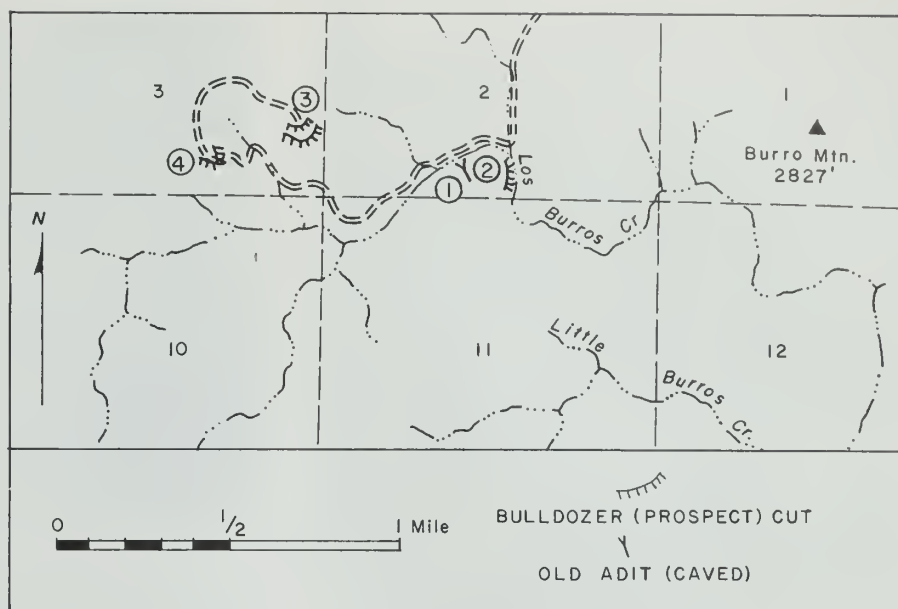 3
③
2
1
Burro Mtn.
2827'
④
①
②
Los
Burros
Cr.
N
10
11
12
Little
Burros
Cr.
0
1/2
1 Mile
BULLDOZER (PROSPECT) CUT
OLD ADIT (CAVED)